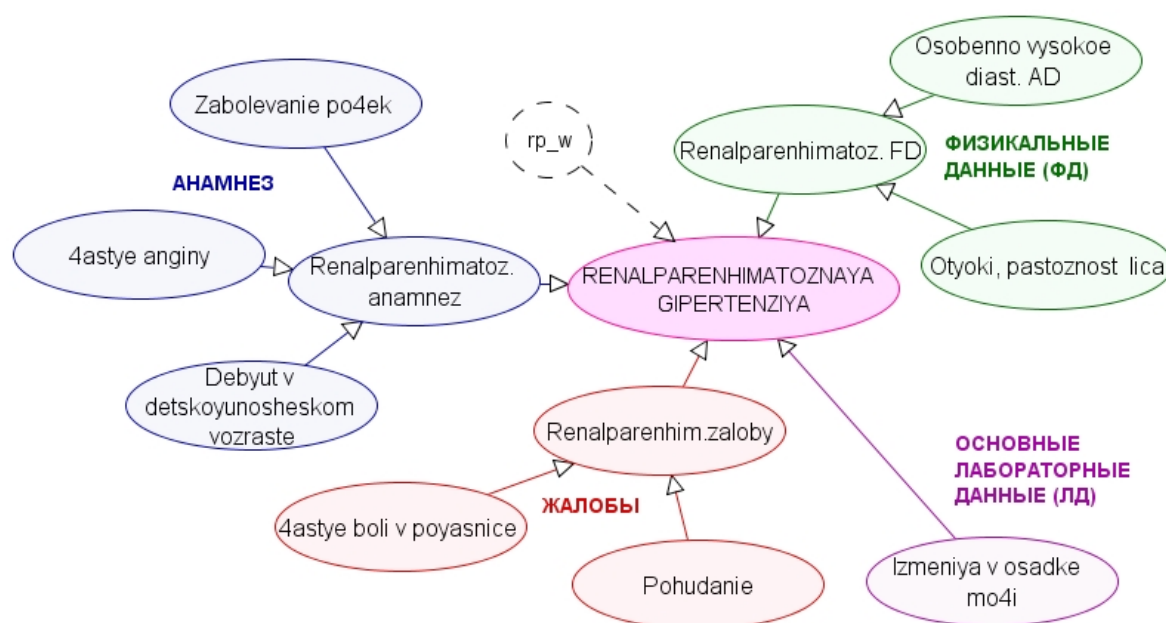 Osobenno vysokoe
diast. AD
Zabolevanie po4ek
rp_w
Renalparenhimatoz. FD
ФИЗИКАЛЬНЫЕ
ДАННЫЕ (ФД)
АНАМНЕЗ
4astye anginy
Renalparenhimatoz.
anamnez
RENALPARENHIMATOZNAYA
GIPERTENZIYA
Otyoki, pastoznost lica
Debyut v
detskoyunosheskom
vozraste
Renalparenhim.zaloby
ОСНОВНЫЕ
ЛАБОРАТОРНЫЕ
ДАННЫЕ (ЛД)
4astye boli v poyasnice
ЖАЛОБЫ
Pohudanie
Izmeniya v osadke
mo4i